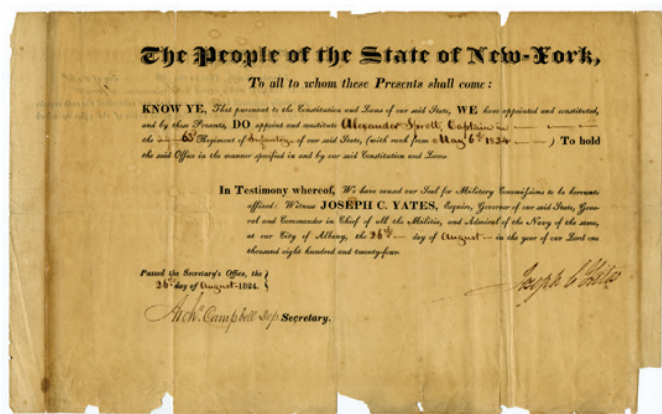 The People of the State of New-York,
To all to whom these Presents shall come:
KNOW YE, That pursuant to the Constitution and Laws of our said State, WE have appointed and constituted,
and by these Presents, DO appoint and constitute Alexander Captain in
the 63d Regiment of Infantry of our said State, (with rank from May 6th 1824 ) To hold
the said Office in the manner specified in and by our said Constitution and Laws.
In Testimony whereof, We have caused our Seal for Military Commissions to be hereunto
affixed: Witness JOSEPH C. YATES, Esquire, Governor of our said State, Gene-
ral and Commander in Chief of all the Militia, and Admiral of the Navy of the same,
at our City of Albany, the 26th day of August in the year of our Lord one
thousand eight hundred and twenty-four.
Passed the Secretary's Office, the
26th day of August 1824.
Joseph C Yates
Archd. Campbell Dep. Secretary.